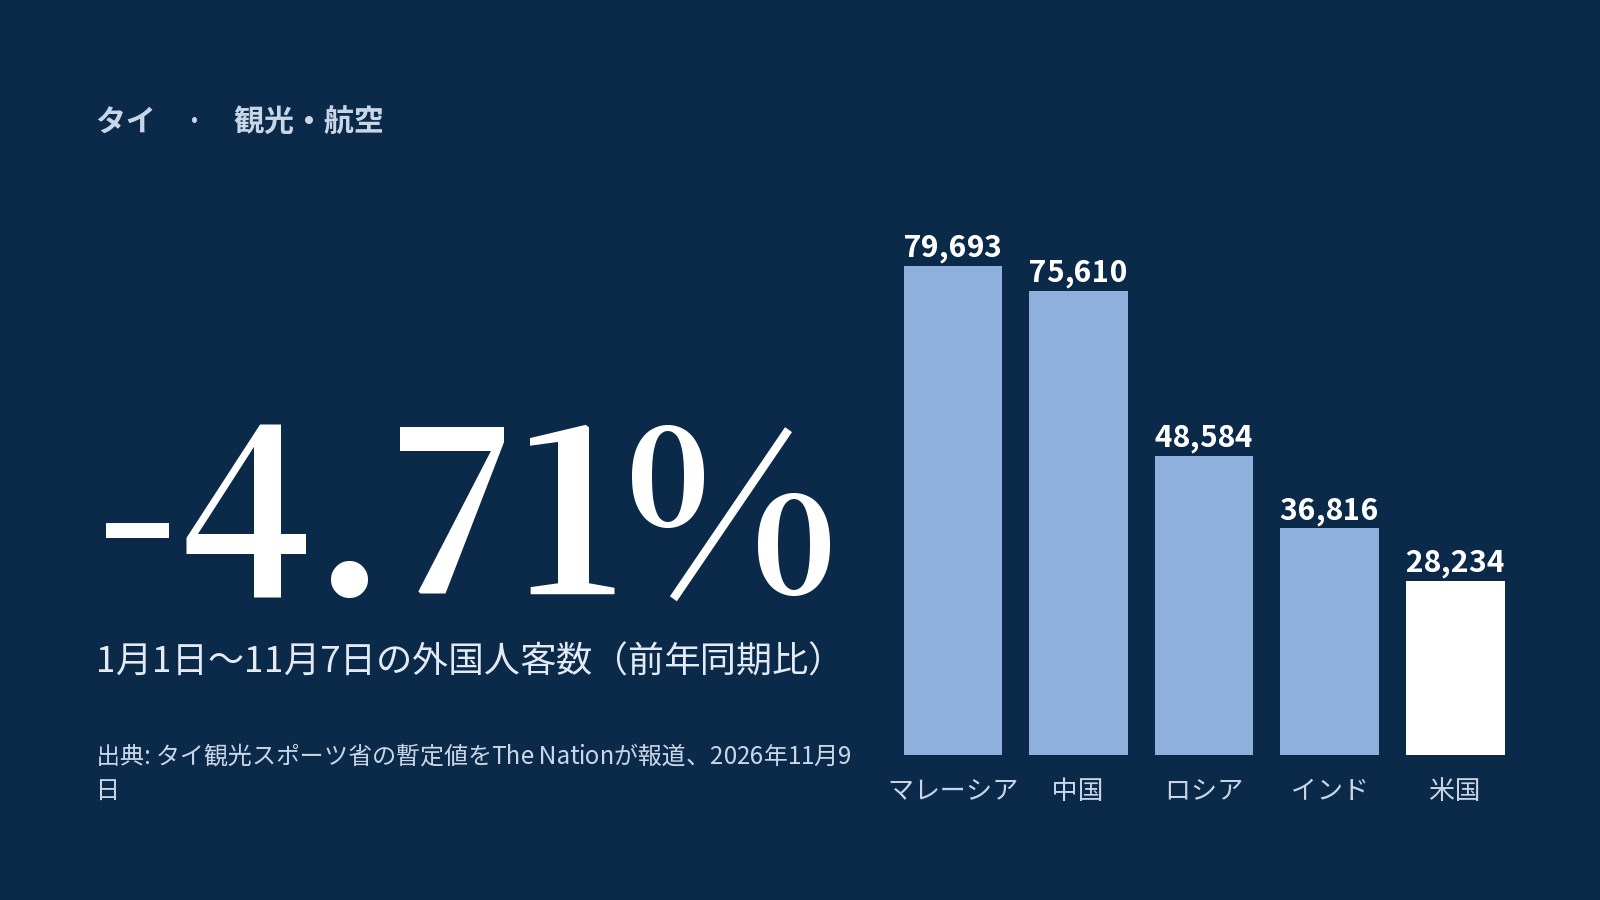 タイ · 観光・航空
-4.71%
1月1日〜11月7日の外国人客数（前年同期比）
出典: タイ観光スポーツ省の暫定値をThe Nationが報道、2026年11月9
日
79,693
75,610
48,584
36,816
28,234
マレーシア 中国 ロシア インド 米国